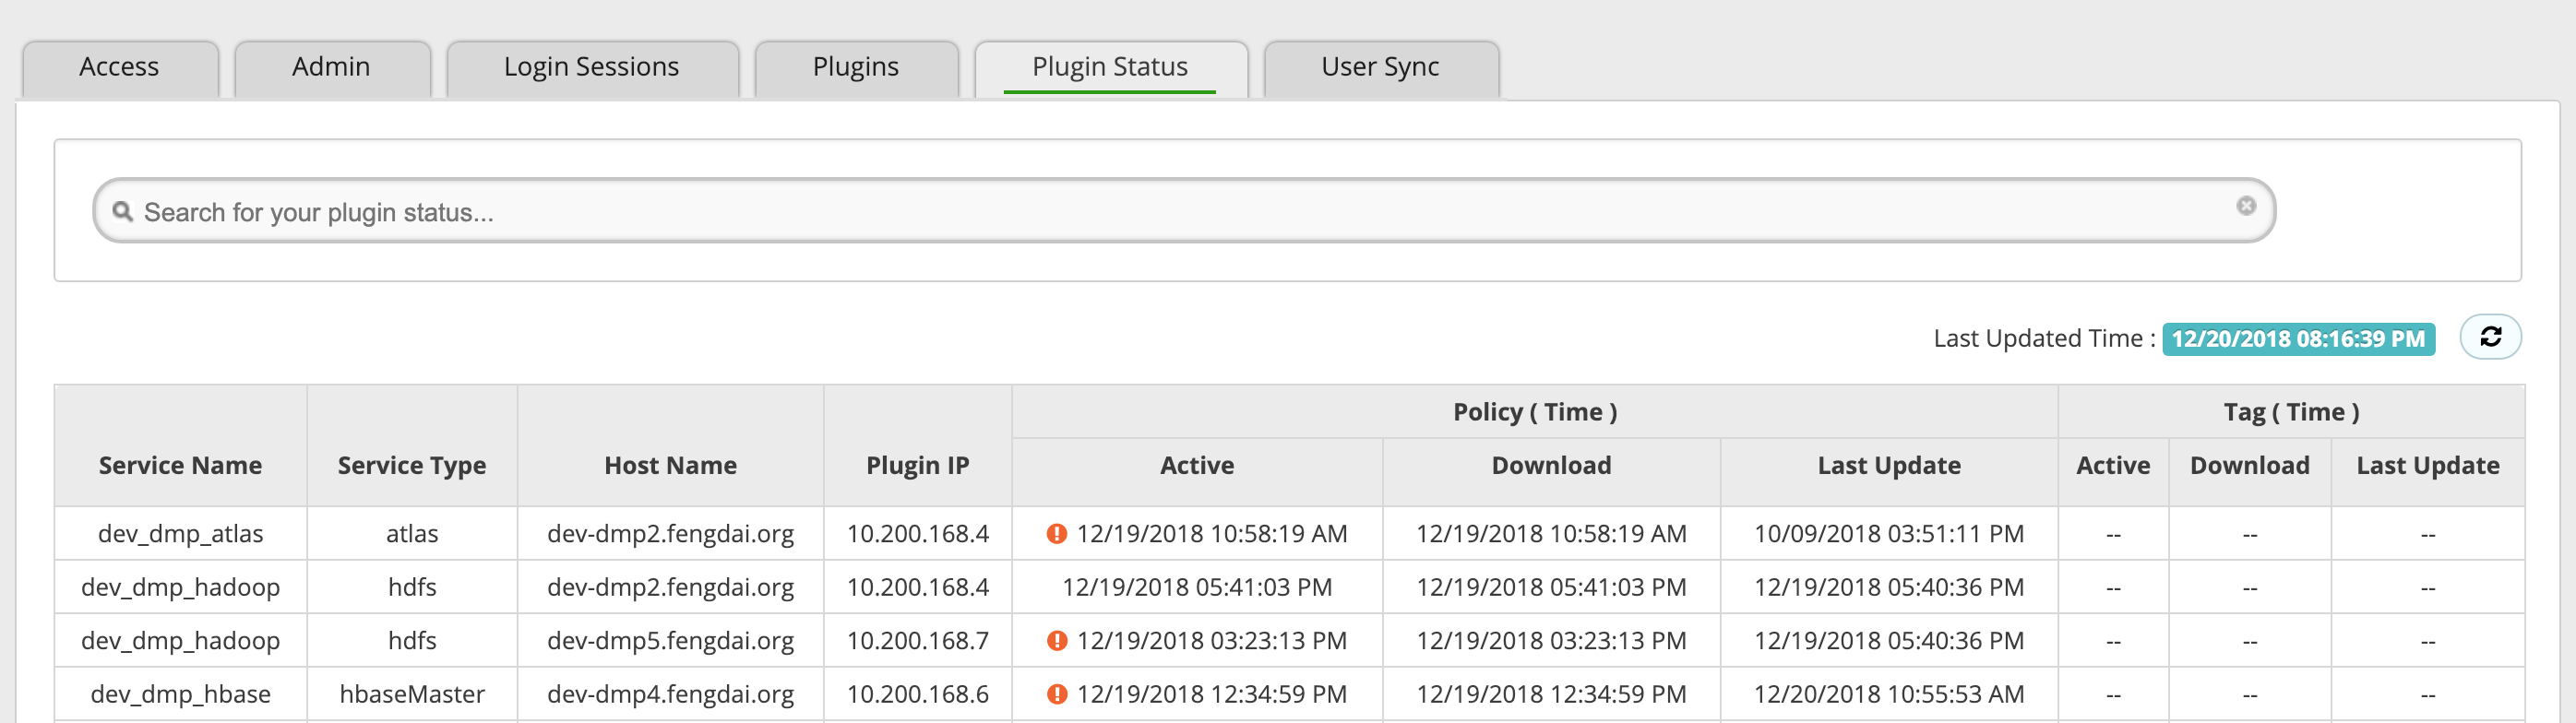 Access Admin Login Sessions Plugins Plugin Status User Sync
Search for your plugin status...
Last Updated Time : 12/20/2018 08:16:39 PM
Policy ( Time ) Tag ( Time )
Service Name Service Type Host Name Plugin IP Active Download Last Update Active Download Last Update
dev_dmp_atlas atlas dev-dmp2.fengdai.org 10.200.168.4 12/19/2018 10:58:19 AM 12/19/2018 10:58:19 AM 10/09/2018 03:51:11 PM -- -- --
dev_dmp_hadoop hdfs dev-dmp2.fengdai.org 10.200.168.4 12/19/2018 05:41:03 PM 12/19/2018 05:41:03 PM 12/19/2018 05:40:36 PM -- -- --
dev_dmp_hadoop hdfs dev-dmp5.fengdai.org 10.200.168.7 12/19/2018 03:23:13 PM 12/19/2018 03:23:13 PM 12/19/2018 05:40:36 PM -- -- --
dev_dmp_hbase hbaseMaster dev-dmp4.fengdai.org 10.200.168.6 12/19/2018 12:34:59 PM 12/19/2018 12:34:59 PM 12/20/2018 10:55:53 AM -- -- --